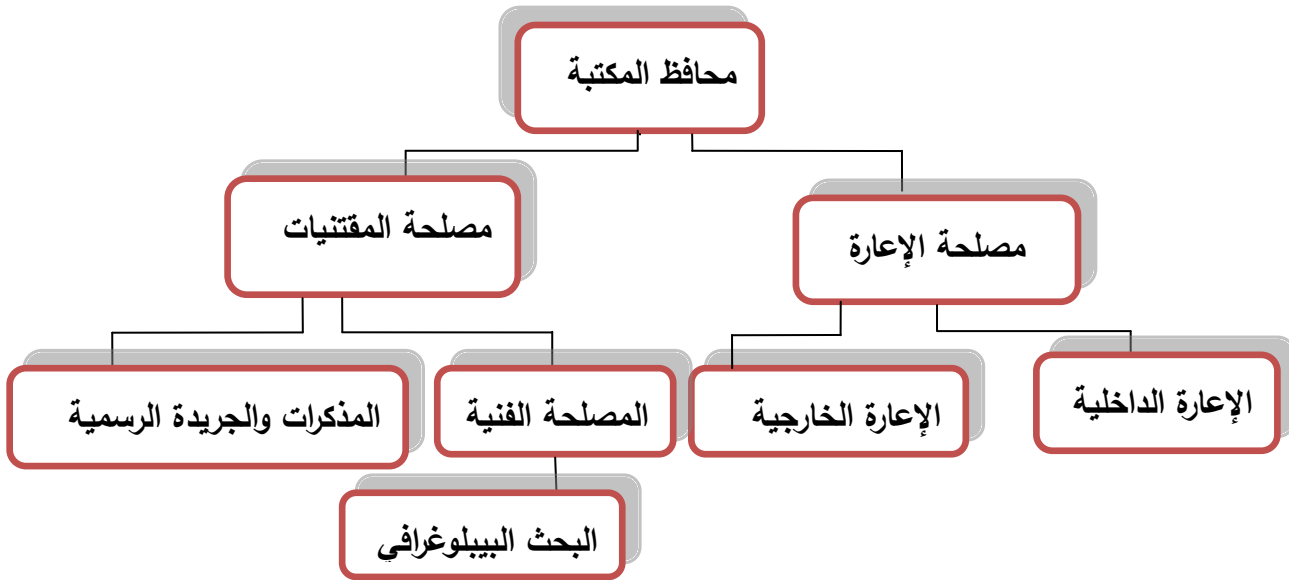 محافظ المكتبة
مصلحة الإعارة
مصلحة المقتنيات
الإعارة الداخلية
الإعارة الخارجية
المصلحة الفنية
المذكرات والجريدة الرسمية
البحث البيبلوغرافي